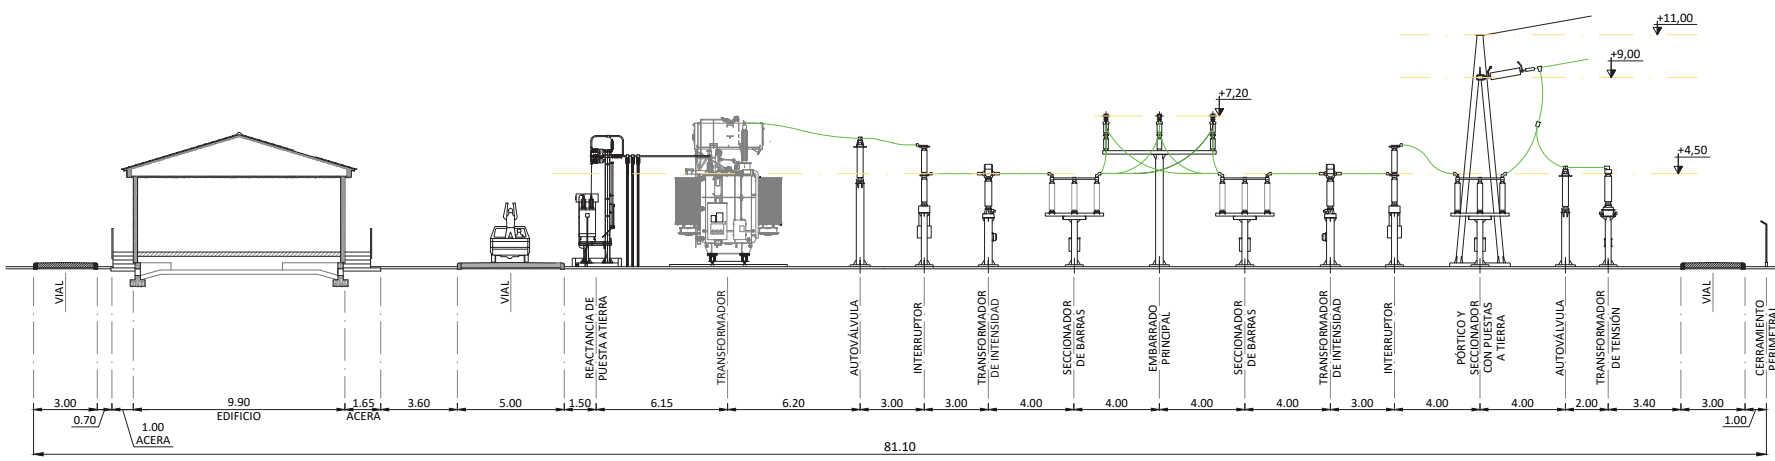 +11,00
+9,00
+7,20
+4,50
VIAL
VIAL
REACTANCIA DE
PUESTA A TIERRA
TRANSFORMADOR
AUTOVÁLVULA
INTERRUPTOR
TRANSFORMADOR
DE INTENSIDAD
SECCIONADOR
DE BARRAS
EMBARRADO
PRINCIPAL
SECCIONADOR
DE BARRAS
TRANSFORMADOR
DE INTENSIDAD
INTERRUPTOR
PÓRTICO Y
SECCIONADOR
CON PUESTAS
A TIERRA
AUTOVÁLVULA
TRANSFORMADOR
DE TENSIÓN
VIAL
CERRAMIENTO
PERIMETRAL
3.00 9.90 1.65 3.60 5.00 1.50 6.15 6.20 3.00 3.00 4.00 4.00 4.00 4.00 3.00 4.00 4.00 2.00 3.40 3.00
EDIFICIO ACERA
0.70 1.00 1.00
ACERA
81.10